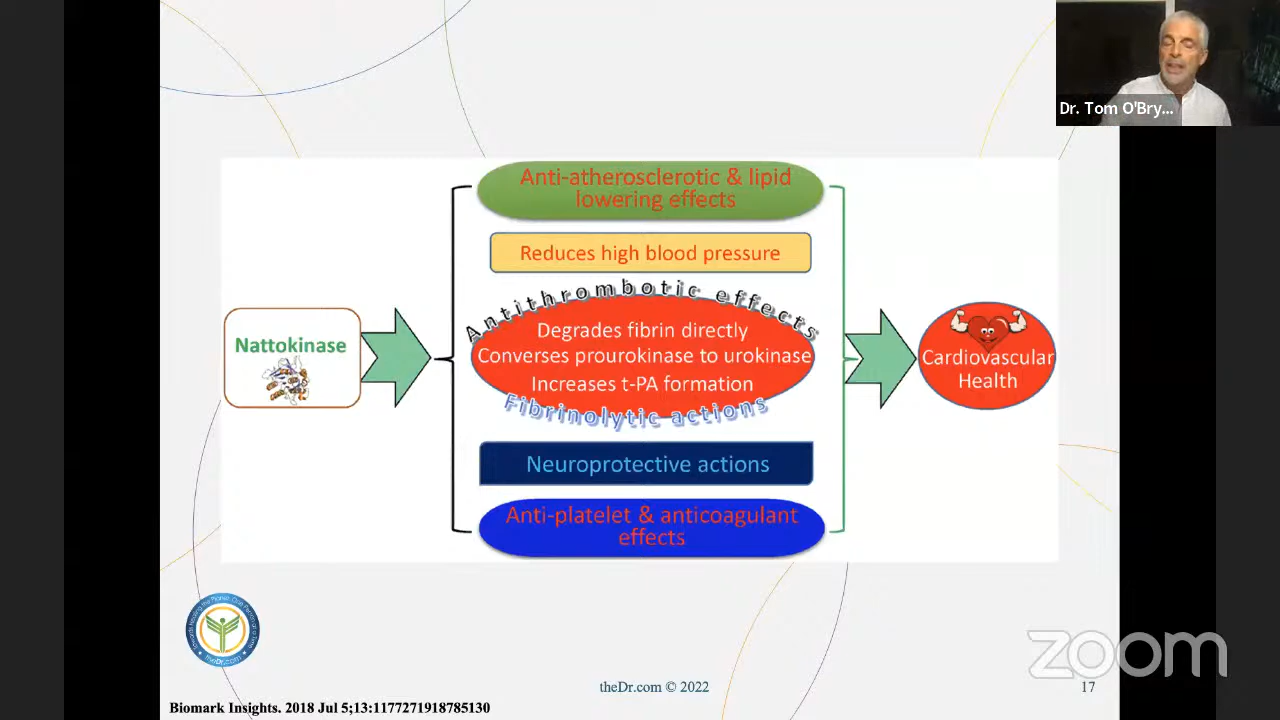 Dr. Tom O'Bry...
Anti-atherosclerotic & lipid
lowering effects
Reduces high blood pressure
Antithrombotic effects
Degrades fibrin directly
Converses prourokinase to urokinase
Increases t-PA formation
Fibrinolytic actions
Neuroprotective actions
Anti-platelet & anticoagulant
effects
Nattokinase
Cardiovascular
Health
theDr.com
zoom
theDr.com © 2022
17
Biomark Insights. 2018 Jul 5;13:1177271918785130